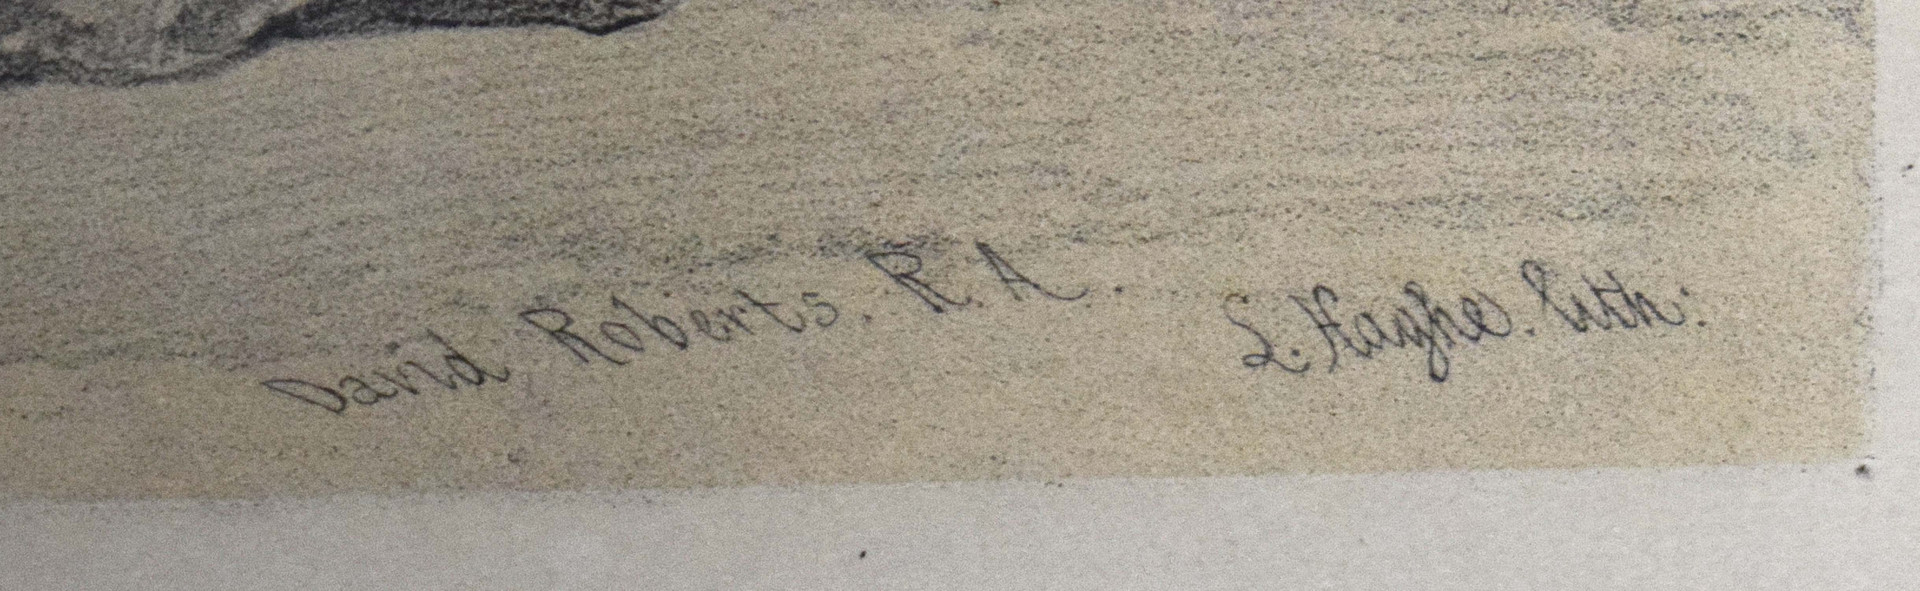 David Roberts. R.A.
L. Haghe. Lith: